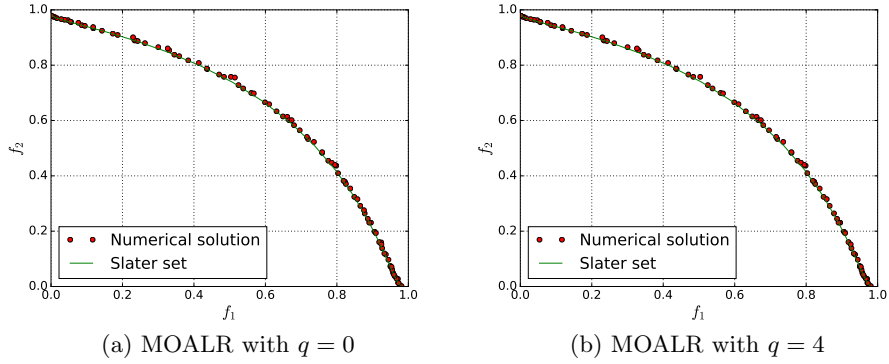 1.0
0.8
0.6
0.4
0.2
0.0
f₂
0.0 0.2 0.4 0.6 0.8 1.0
f₁
Numerical solution
Slater set
(a) MOALR with q = 0
1.0
0.8
0.6
0.4
0.2
0.0
f₂
0.0 0.2 0.4 0.6 0.8 1.0
f₁
Numerical solution
Slater set
(b) MOALR with q = 4